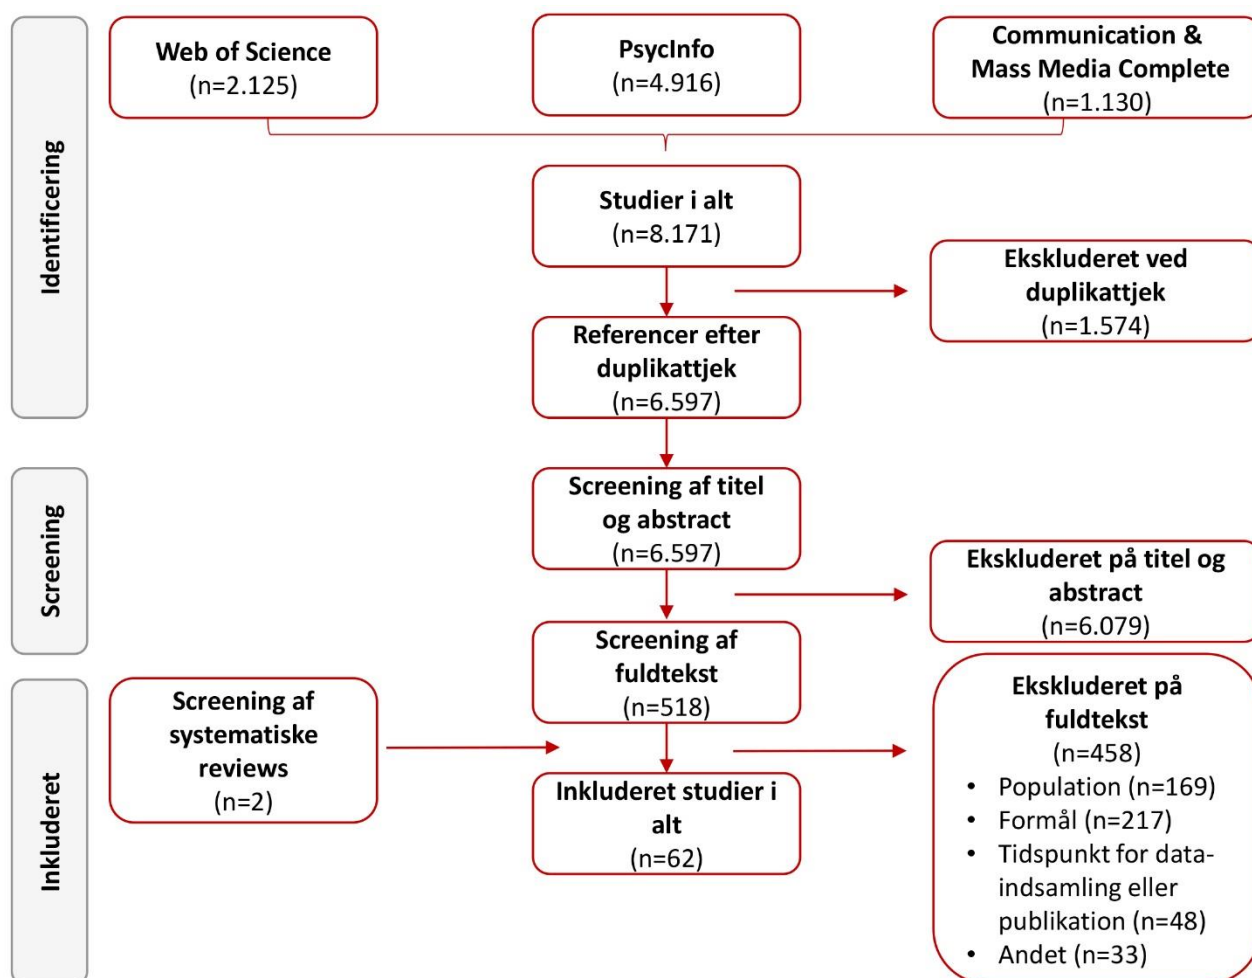 Identificering
Web of Science
(n=2.125)
PsycInfo
(n=4.916)
Communication &
Mass Media Complete
(n=1.130)
Studier i alt
(n=8.171)
Ekskluderet ved
duplikattjek
(n=1.574)
Referencer efter
duplikattjek
(n=6.597)
Screening
Screening af titel
og abstract
(n=6.597)
Ekskluderet på titel og
abstract
(n=6.079)
Screening af
fuldtekst
(n=518)
Inkluderet
Screening af
systematiske
reviews
(n=2)
Ekskluderet på
fuldtekst
(n=458)
• Population (n=169)
• Formål (n=217)
• Tidspunkt for data-
indsamling eller
publikation (n=48)
• Andet (n=33)
Inkluderet studier i
alt
(n=62)